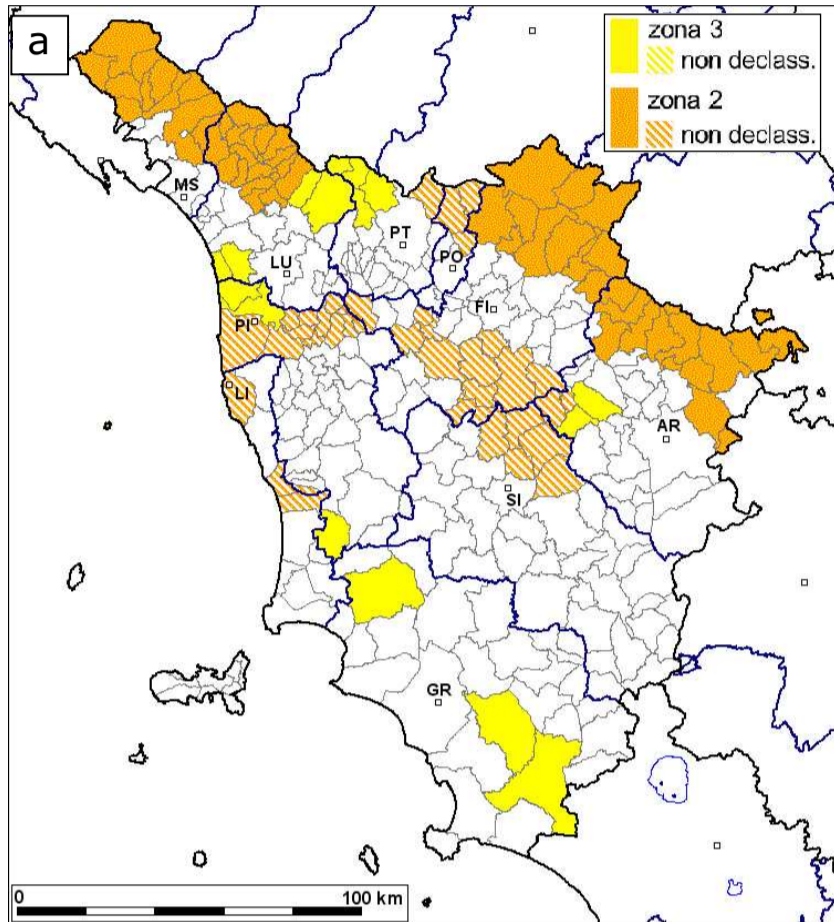 a
zona 3
non declass.
zona 2
non declass.
MS
PT
LU
PO
FI
PI
LI
AR
SI
GR
0
100 km